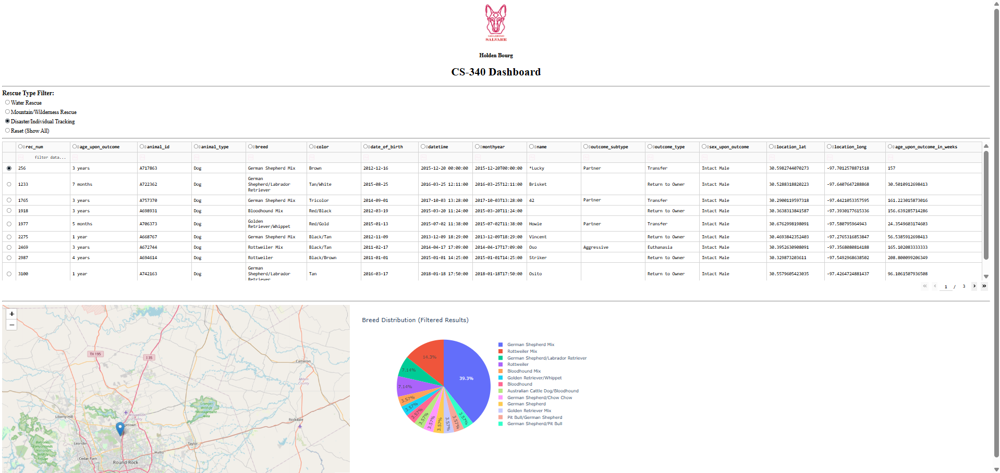 GRAZIOSO
SALVARE
Holden Bourg
CS-340 Dashboard
Rescue Type Filter:
Water Rescue
Mountain/Wilderness Rescue
Disaster/Individual Tracking
Reset (Show All)
rec_num age_upon_outcome animal_id animal_type breed color date_of_birth datetime monthyear name outcome_subtype outcome_type sex_upon_outcome location_lat location_long age_upon_outcome_in_weeks
filter data...
256 3 years A717863 Dog German Shepherd Mix Brown 2012-12-16 2015-12-20 00:00:00 2015-12-20T00:00:00 *Lucky Partner Transfer Intact Male 30.5982744070273 -97.7012578871518 157
1233 7 months A722362 Dog German Shepherd/Labrador Retriever Tan/White 2015-08-25 2016-03-25 12:11:00 2016-03-25T12:11:00 Brisket Return to Owner Intact Male 30.5288318820223 -97.6407647288868 30.5010912698413
1765 3 years A757370 Dog German Shepherd Mix Tricolor 2014-09-01 2017-10-03 13:28:00 2017-10-03T13:28:00 42 Partner Transfer Intact Male 30.2900119597318 -97.4421053357595 161.223015873016
1918 3 years A698931 Dog Bloodhound Mix Red/Black 2012-03-19 2015-03-20 11:24:00 2015-03-20T11:24:00 Return to Owner Intact Male 30.3638313841587 -97.3930177615336 156.639285714286
1977 5 months A706373 Dog Golden Retriever/Whippet Red/Gold 2015-01-13 2015-07-02 11:38:00 2015-07-02T11:38:00 Howie Partner Transfer Intact Male 30.6762998198091 -97.580795964943 24.3549603174603
2275 1 year A668767 Dog German Shepherd Mix Black/Tan 2012-11-09 2013-12-09 18:29:00 2013-12-09T18:29:00 Vincent Return to Owner Intact Male 30.4693842352403 -97.2765316853847 56.5385912698413
2469 3 years A672744 Dog Rottweiler Mix Black/Tan 2011-02-17 2014-04-17 17:09:00 2014-04-17T17:09:00 Oso Aggressive Euthanasia Intact Male 30.3952630908091 -97.3568080814188 165.102083333333
2987 4 years A694614 Dog Rottweiler Black/Brown 2011-01-01 2015-01-01 14:25:00 2015-01-01T14:25:00 Striker Return to Owner Intact Male 30.329873203611 -97.5492968638502 208.800099206349
3100 1 year A742163 Dog German Shepherd/Labrador Retriever Tan 2016-03-17 2018-01-18 17:50:00 2018-01-18T17:50:00 Osito Return to Owner Intact Male 30.5579605423035 -97.4264724881437 96.1061507936508
« ‹ 1 / 3 › »
+
−
TX 195
I 35
Cameron
Milam
County
Granger
Wildlife
Management
Area
Williamson
County
Liberty Hill
getown
Rockdale
Balcones
Canyonlands
National
Wildlife
Refuge
Leander
Taylor
Hutto
Cedar Park
Round Rock
Breed Distribution (Filtered Results)
39.3%
14.3%
7.14%
7.14%
3.57%
3.57%
3.57%
3.57%
3.57%
3.57%
3.57%
3.57%
3.57%
German Shepherd Mix
Rottweiler Mix
German Shepherd/Labrador Retriever
Rottweiler
Bloodhound Mix
Golden Retriever/Whippet
Bloodhound
Australian Cattle Dog/Bloodhound
German Shepherd/Chow Chow
German Shepherd
Golden Retriever Mix
Pit Bull/German Shepherd
German Shepherd/Pit Bull